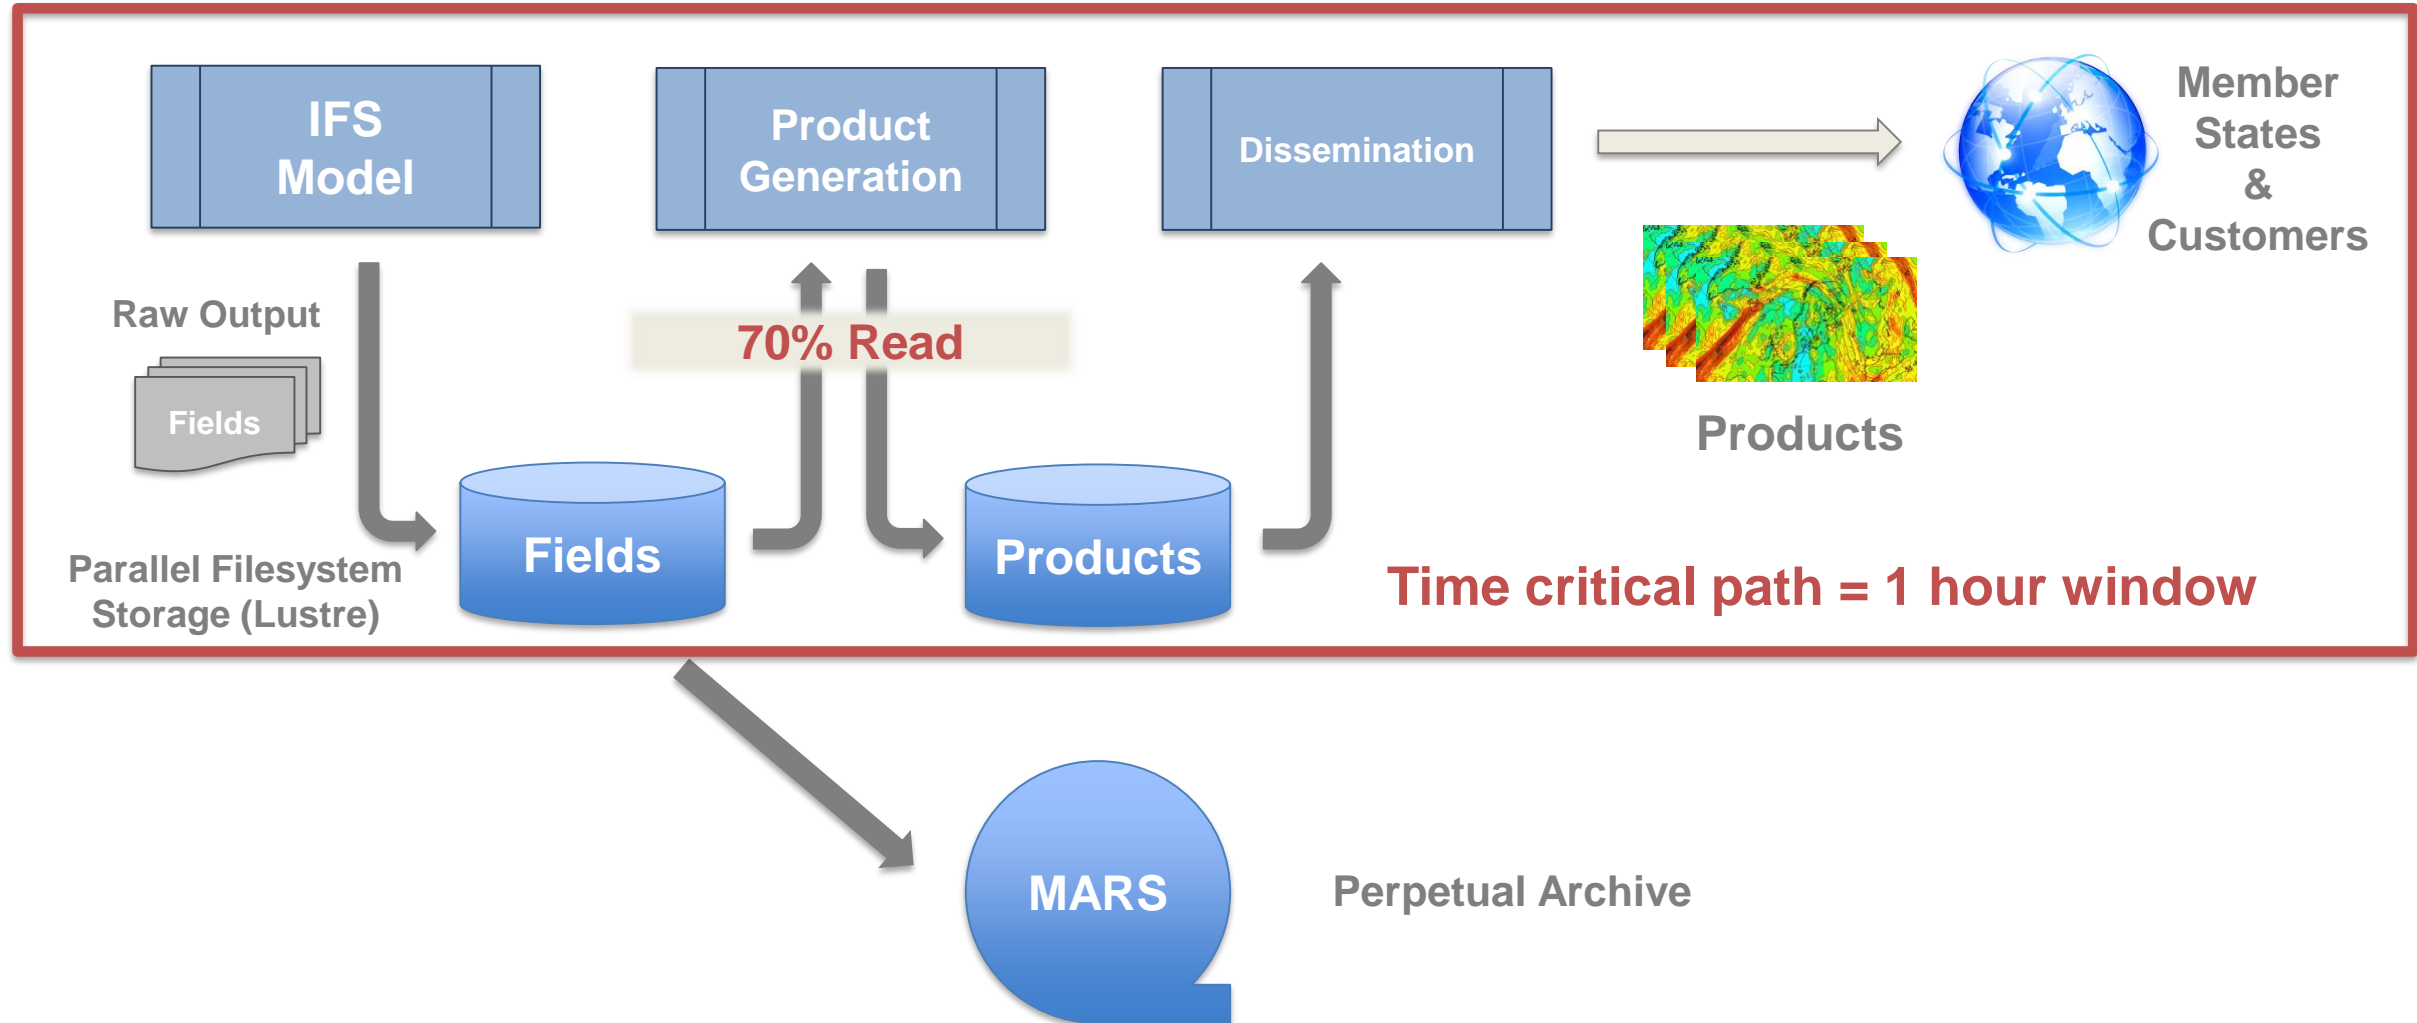 IFS
Model
Product
Generation
Dissemination
Member
States
&
Customers
Raw Output
Fields
70% Read
Products
Parallel Filesystem
Storage (Lustre)
Fields
Products
Time critical path = 1 hour window
MARS
Perpetual Archive